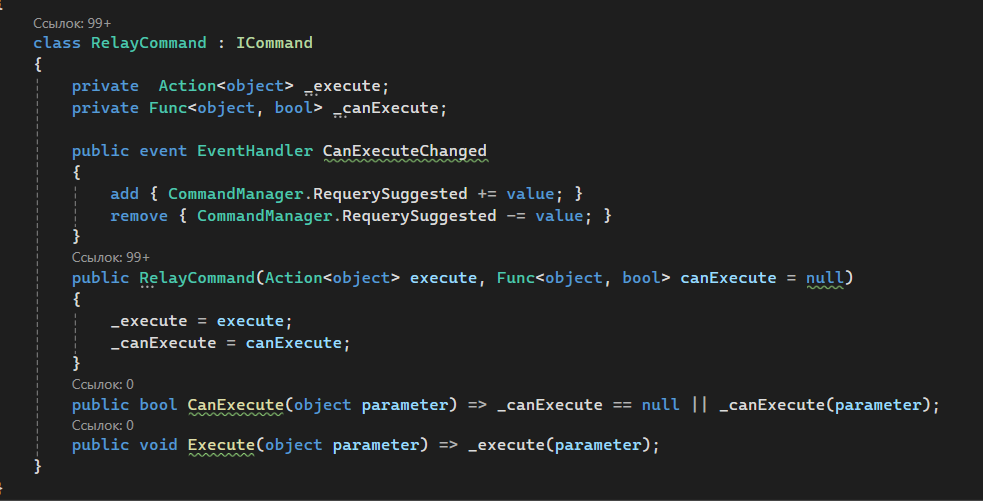 Ссылок: 99+
class RelayCommand : ICommand
{
private  Action<object> _execute;
private Func<object, bool> _canExecute;
public event EventHandler CanExecuteChanged
{
add { CommandManager.RequerySuggested += value; }
remove { CommandManager.RequerySuggested -= value; }
}
Ссылок: 99+
public RelayCommand(Action<object> execute, Func<object, bool> canExecute = null)
{
_execute = execute;
_canExecute = canExecute;
}
Ссылок: 0
public bool CanExecute(object parameter) => _canExecute == null || _canExecute(parameter);
Ссылок: 0
public void Execute(object parameter) => _execute(parameter);
}